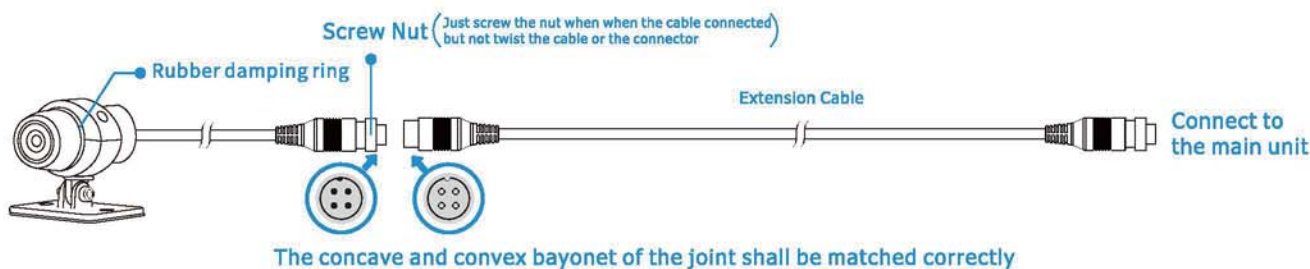 Screw Nut (Just screw the nut when when the cable connected
but not twist the cable or the connector)
Rubber damping ring
Extension Cable
Connect to
the main unit
The concave and convex bayonet of the joint shall be matched correctly